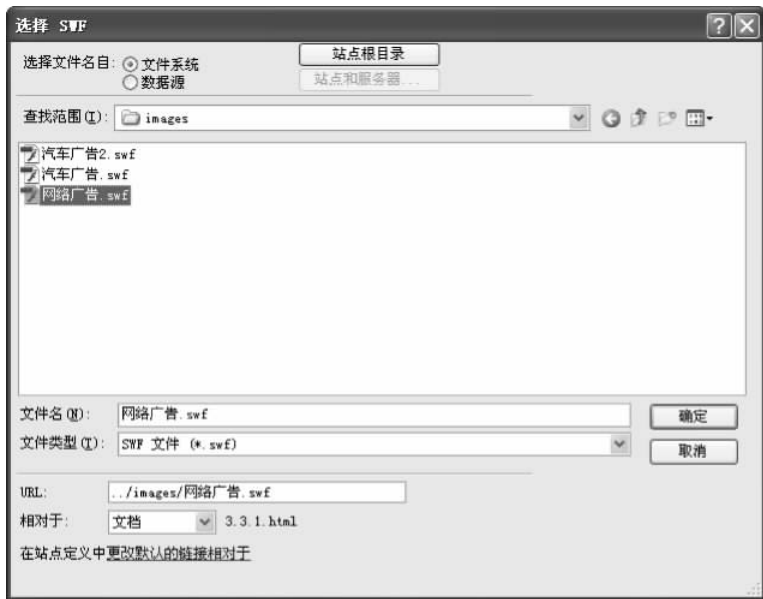 选择 SWF
选择文件名自: 文件系统 站点根目录
数据源 站点和服务器...
查找范围(I): images
汽车广告2.swf
汽车广告.swf
网络广告.swf
文件名(N): 网络广告.swf 确定
文件类型(T): SWF 文件 (*.swf) 取消
URL: ../images/网络广告.swf
相对于: 文档 3.3.1.html
在站点定义中更改默认的链接相对于